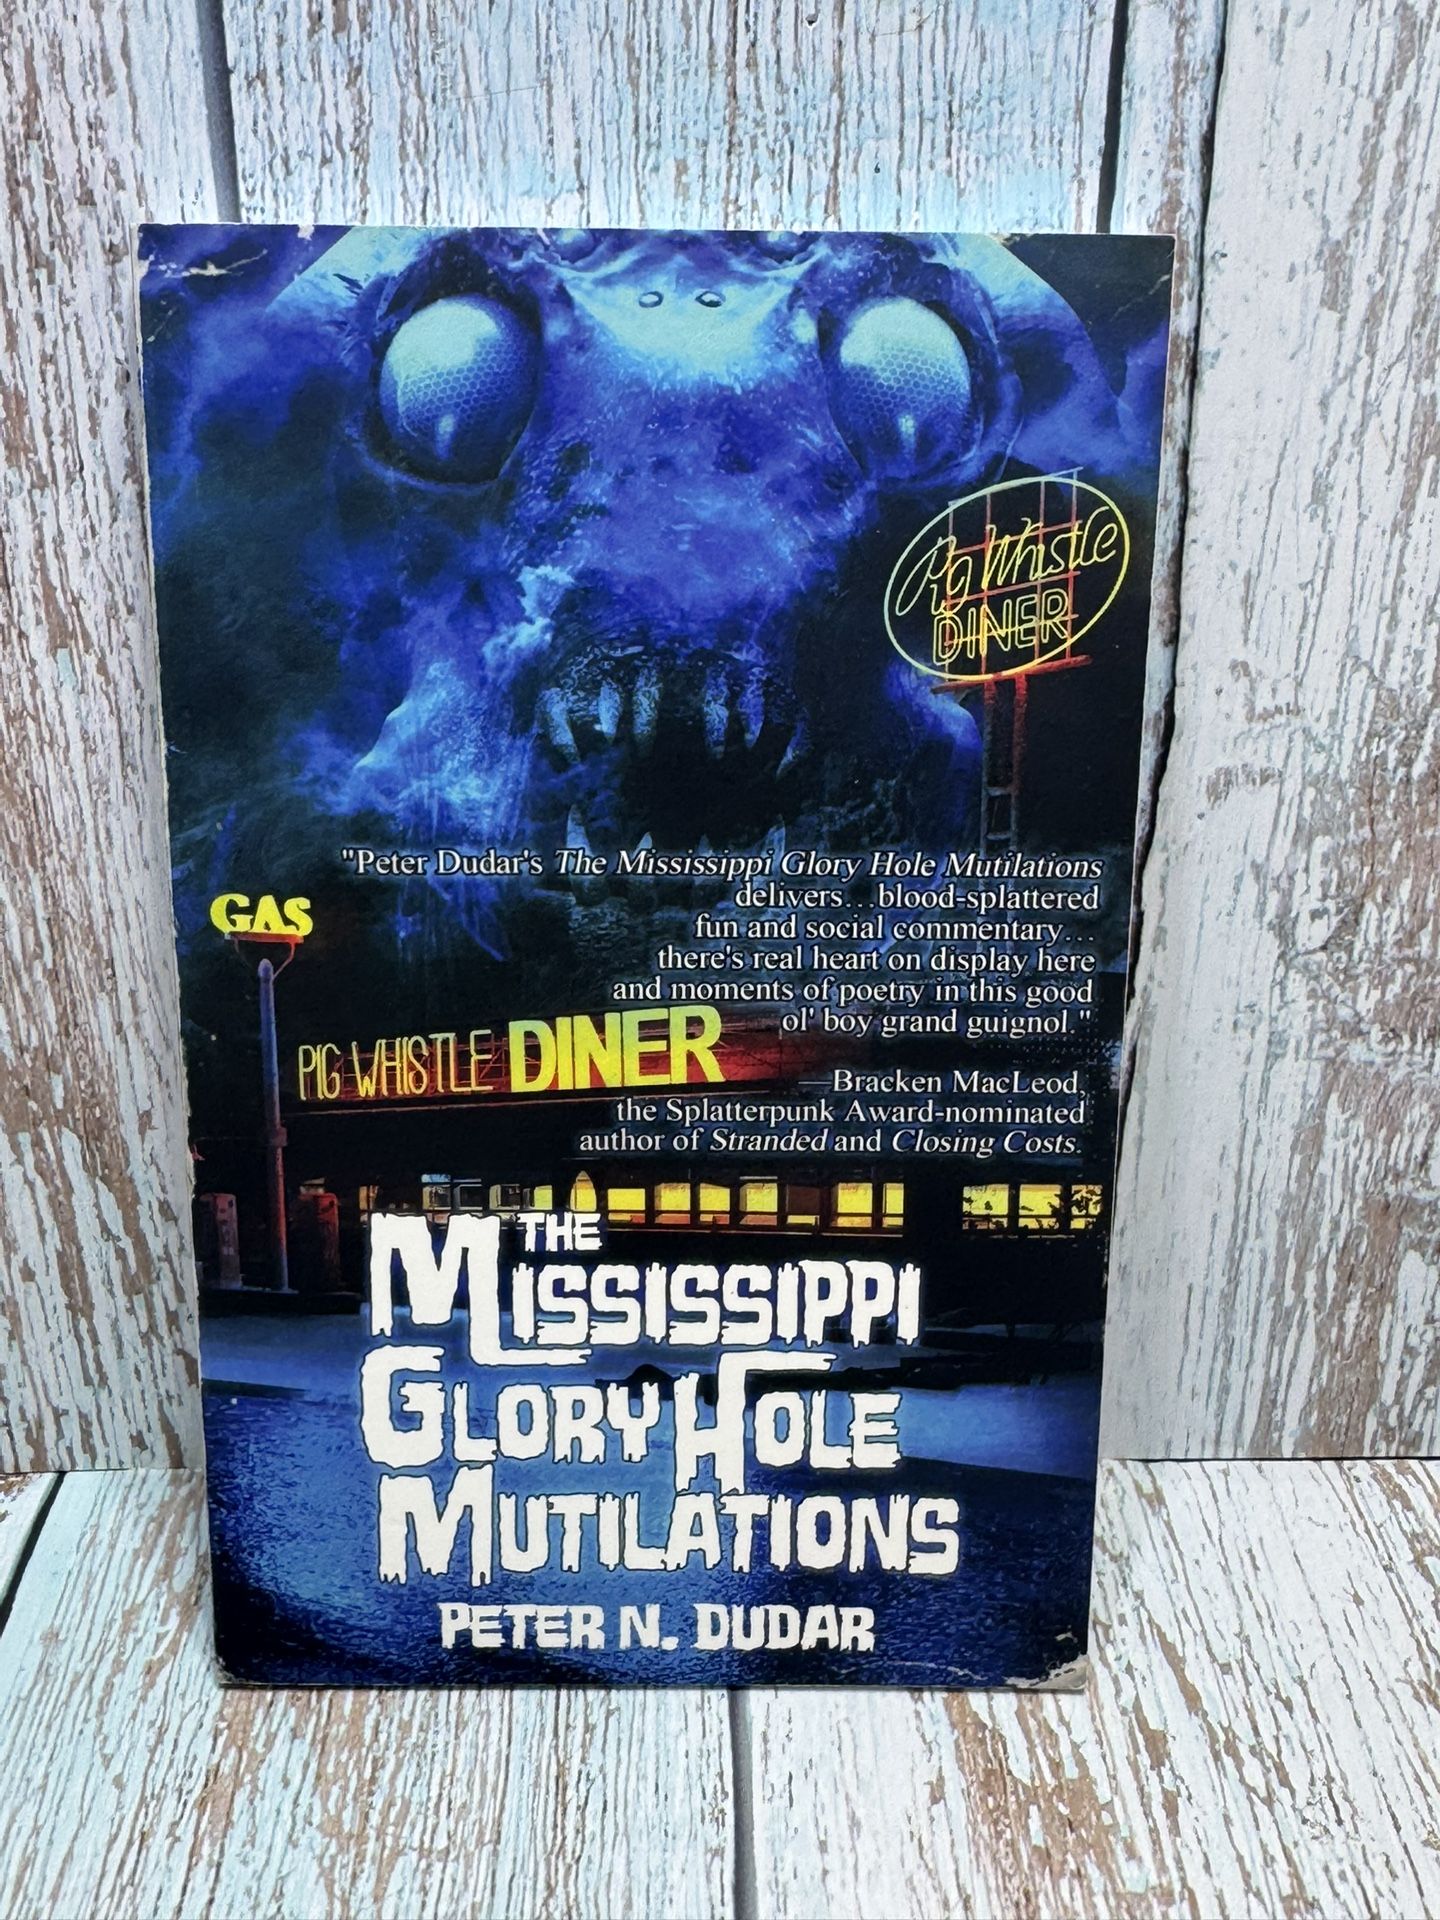 Pig Whistle
DINER
"Peter Dudar's The Mississippi Glory Hole Mutilations
delivers...blood-splattered
fun and social commentary...
there's real heart on display here
and moments of poetry in this good
ol' boy grand guignol."
GAS
PIG WHISTLE DINER
—Bracken MacLeod,
the Splatterpunk Award-nominated
author of Stranded and Closing Costs.
THE
MISSISSIPPI
GLORY HOLE
MUTILATIONS
PETER N. DUDAR